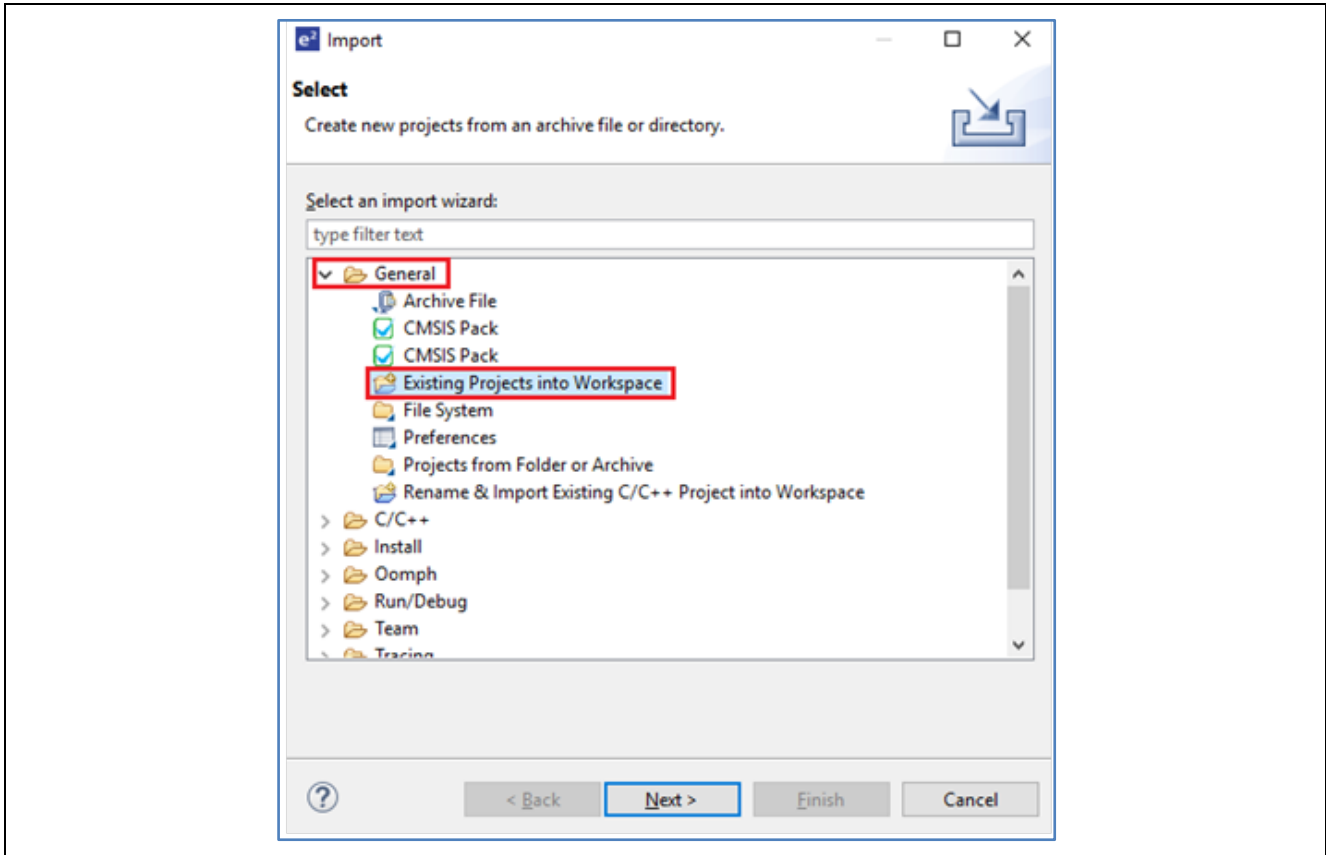 e² Import
Select
Create new projects from an archive file or directory.
Select an import wizard:
type filter text
General
Archive File
CMSIS Pack
CMSIS Pack
Existing Projects into Workspace
File System
Preferences
Projects from Folder or Archive
Rename & Import Existing C/C++ Project into Workspace
C/C++
Install
Oomph
Run/Debug
Team
Tracing
? < Back Next > Finish Cancel